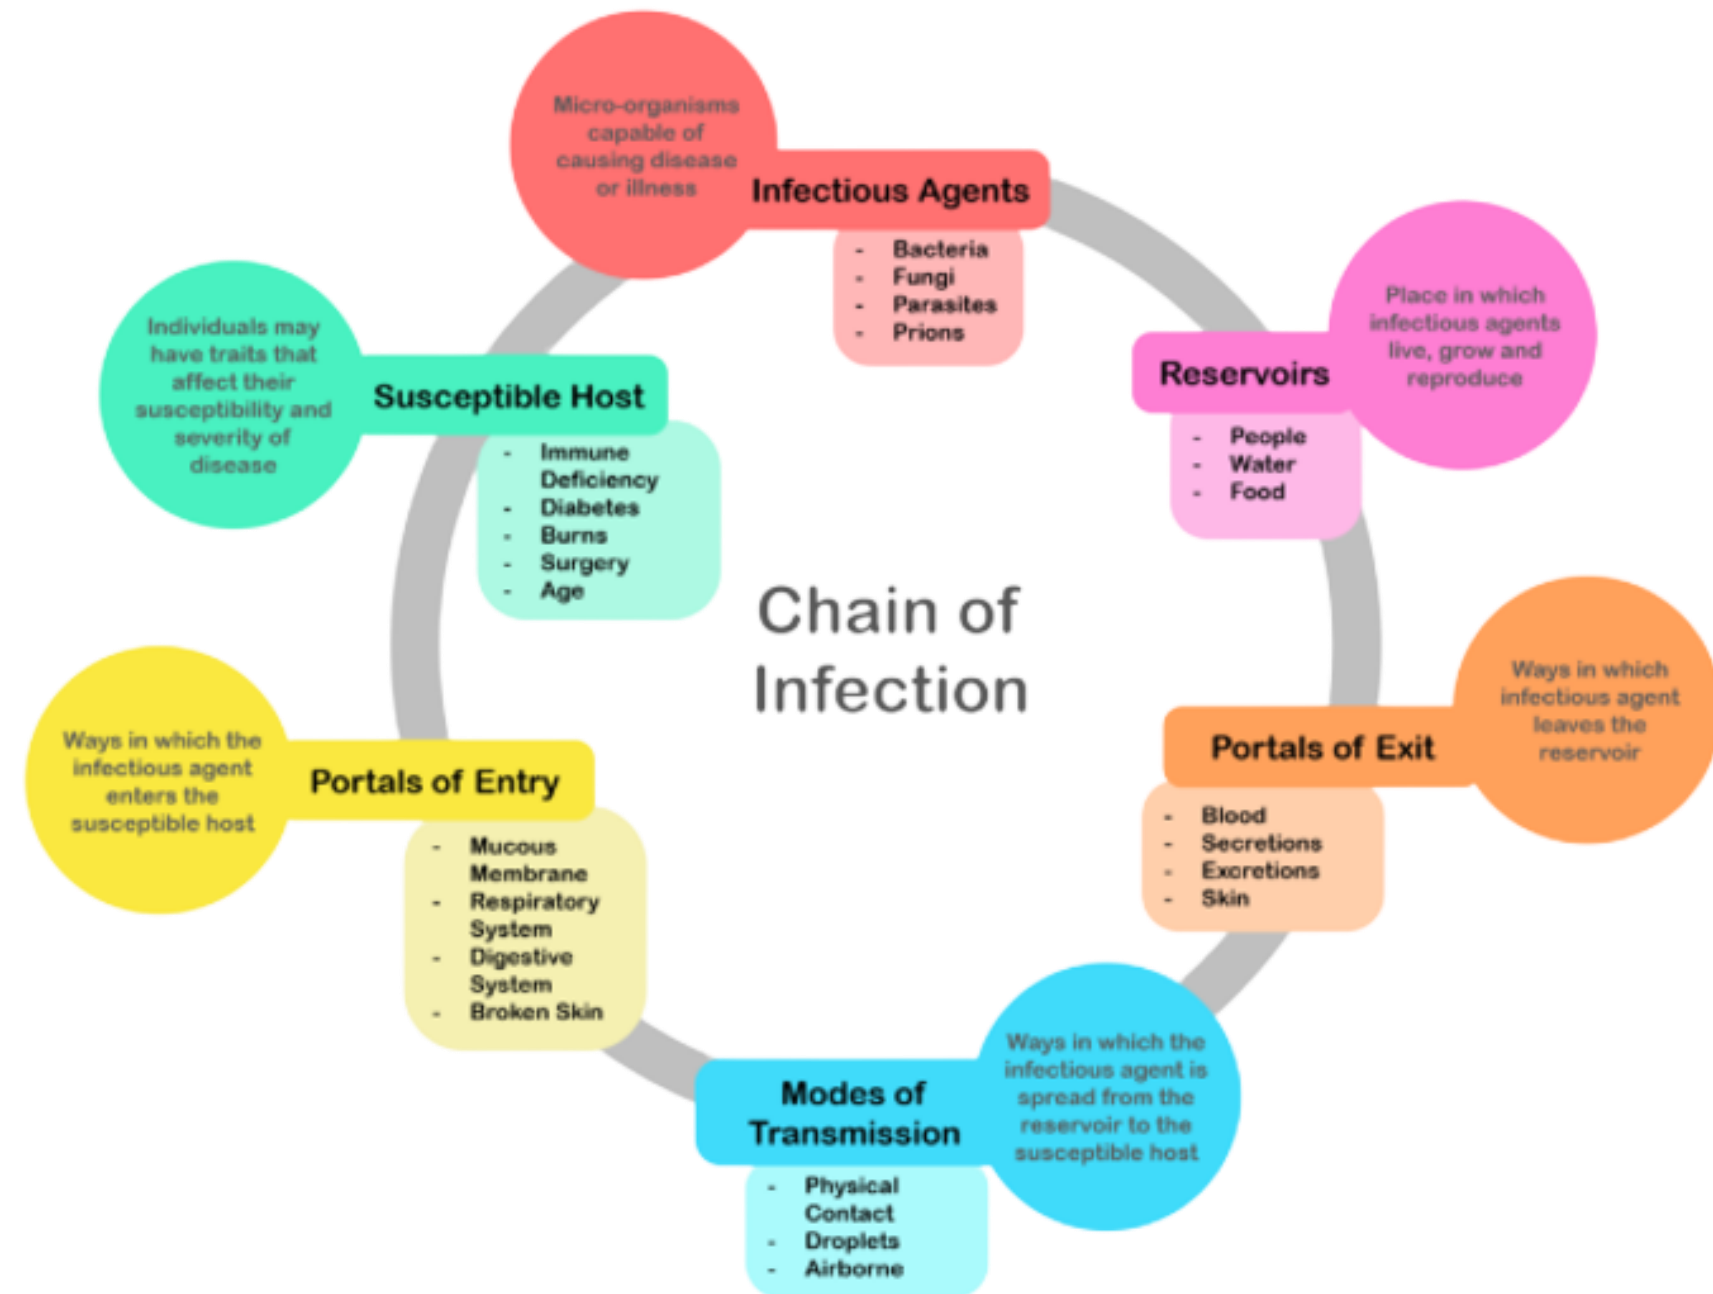 Micro-organisms
capable of
causing disease
or illness
Infectious Agents
- Bacteria
- Fungi
- Parasites
- Prions
Place in which
infectious agents
live, grow and
reproduce
Reservoirs
- People
- Water
- Food
Ways in which
infectious agent
leaves the
reservoir
Portals of Exit
- Blood
- Secretions
- Excretions
- Skin
Ways in which the
infectious agent is
spread from the
reservoir to the
susceptible host
Modes of
Transmission
- Physical
Contact
- Droplets
- Airborne
Ways in which the
infectious agent
enters the
susceptible host
Portals of Entry
- Mucous
Membrane
- Respiratory
System
- Digestive
System
- Broken Skin
Individuals may
have traits that
affect their
susceptibility and
severity of
disease
Susceptible Host
- Immune
Deficiency
- Diabetes
- Burns
- Surgery
- Age
Chain of
Infection